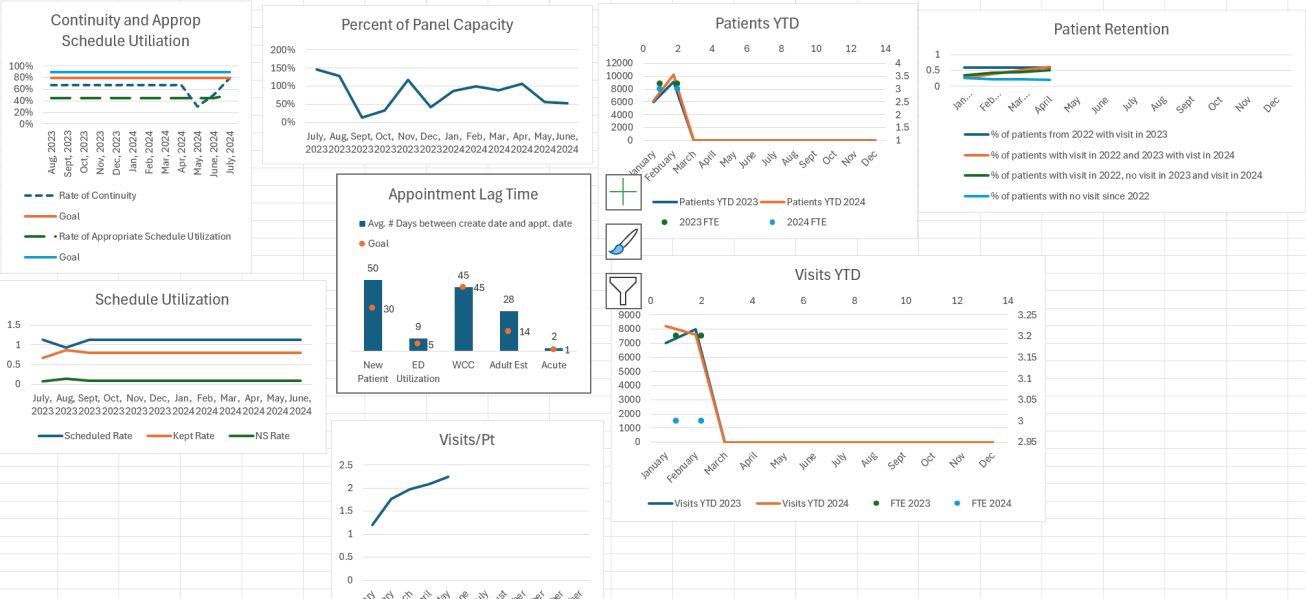 Continuity and Approp
Schedule Utiliation
100%
80%
60%
40%
20%
0%
Aug, 2023
Sept, 2023
Oct, 2023
Nov, 2023
Dec, 2023
Jan, 2024
Feb, 2024
Mar, 2024
Apr, 2024
May, 2024
June, 2024
July, 2024
Rate of Continuity
Goal
Rate of Appropriate Schedule Utilization
Goal
Percent of Panel Capacity
200%
150%
100%
50%
0%
July, Aug, Sept, Oct, Nov, Dec, Jan, Feb, Mar, Apr, May, June,
2023 2023 2023 2023 2023 2023 2024 2024 2024 2024 2024 2024
Patients YTD
0 2 4 6 8 10 12 14
12000
10000
8000
6000
4000
2000
0
4
3.5
3
2.5
2
1.5
1
January
February
March
April
May
June
July
Aug
Sept
Oct
Nov
Dec
Patients YTD 2023
Patients YTD 2024
2023 FTE
2024 FTE
Patient Retention
1
0.5
0
Jan...
Feb...
Mar...
April
May
June
July
Aug
Sept
Oct
Nov
Dec
% of patients from 2022 with visit in 2023
% of patients with visit in 2022 and 2023 with vist in 2024
% of patients with visit in 2022, no visit in 2023 and visit in 2024
% of patients with no visit since 2022
Appointment Lag Time
Avg. # Days between create date and appt. date
Goal
50
30
9
5
45
45
28
14
2
1
New
Patient
ED
Utilization
WCC
Adult Est
Acute
Schedule Utilization
1.5
1
0.5
0
July, Aug, Sept, Oct, Nov, Dec, Jan, Feb, Mar, Apr, May, June,
2023 2023 2023 2023 2023 2023 2024 2024 2024 2024 2024 2024
Scheduled Rate
Kept Rate
NS Rate
Visits YTD
0 2 4 6 8 10 12 14
9000
8000
7000
6000
5000
4000
3000
2000
1000
0
3.25
3.2
3.15
3.1
3.05
3
2.95
January
February
March
April
May
June
July
Aug
Sept
Oct
Nov
Dec
Visits YTD 2023
Visits YTD 2024
FTE 2023
FTE 2024
Visits/Pt
2.5
2
1.5
1
0.5
0
May